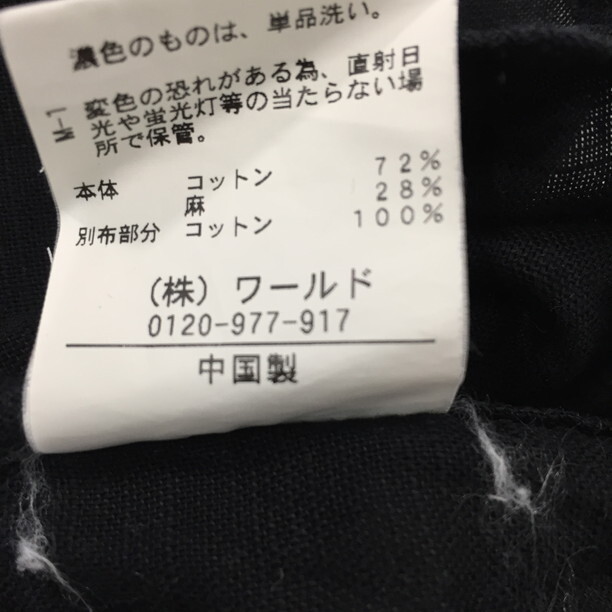 濃色のものは、単品洗い。
M-1 変色の恐れがある為、直射日
光や蛍光灯等の当たらない場
所で保管。
本体 コットン 72%
麻 28%
別布部分 コットン 100%
(株)ワールド
0120-977-917
中国製